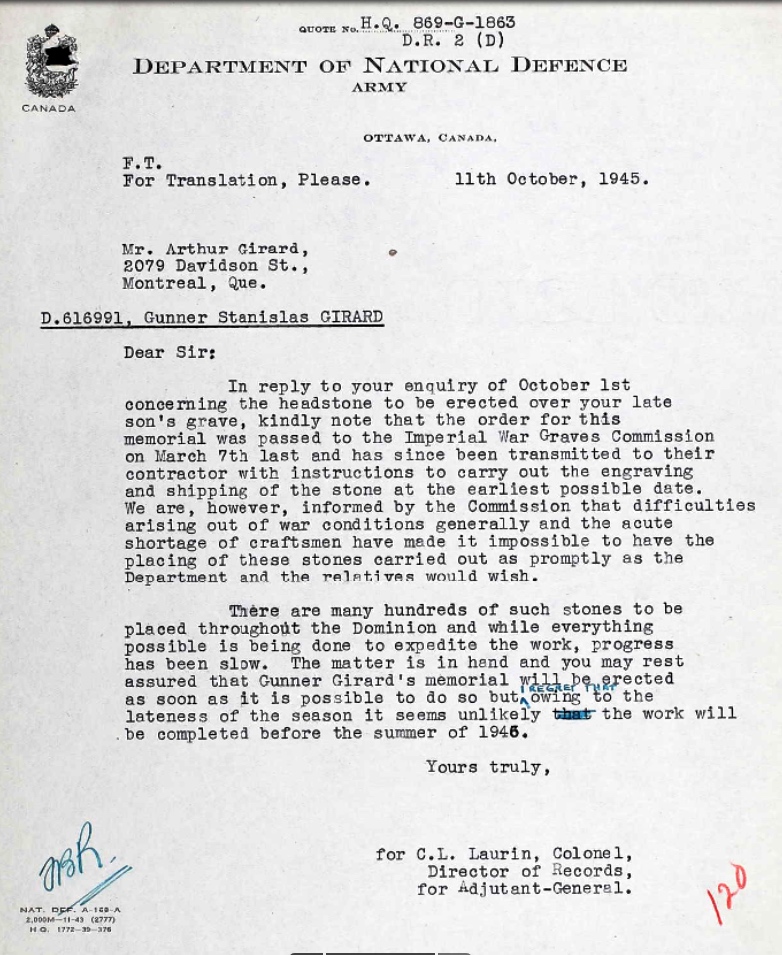 QUOTE No. H.Q. 869-G-1863
D.R. 2 (D)
DEPARTMENT OF NATIONAL DEFENCE
ARMY
CANADA
OTTAWA, CANADA,
F.T.
For Translation, Please. 11th October, 1945.
Mr. Arthur Girard,
2079 Davidson St.,
Montreal, Que.
D.616991, Gunner Stanislas GIRARD
Dear Sir:
In reply to your enquiry of October 1st
concerning the headstone to be erected over your late
son's grave, kindly note that the order for this
memorial was passed to the Imperial War Graves Commission
on March 7th last and has since been transmitted to their
contractor with instructions to carry out the engraving
and shipping of the stone at the earliest possible date.
We are, however, informed by the Commission that difficulties
arising out of war conditions generally and the acute
shortage of craftsmen have made it impossible to have the
placing of these stones carried out as promptly as the
Department and the relatives would wish.
There are many hundreds of such stones to be
placed throughout the Dominion and while everything
possible is being done to expedite the work, progress
has been slow. The matter is in hand and you may rest
assured that Gunner Girard's memorial will be erected
I REGRET THAT
as soon as it is possible to do so but owing to the
lateness of the season it seems unlikely that the work will
be completed before the summer of 1946.
Yours truly,
for C.L. Laurin, Colonel,
Director of Records,
for Adjutant-General.
120
NAT. DEF. A-169-A
2,000M—11-43 (2777)
H.Q. 1772-39-376